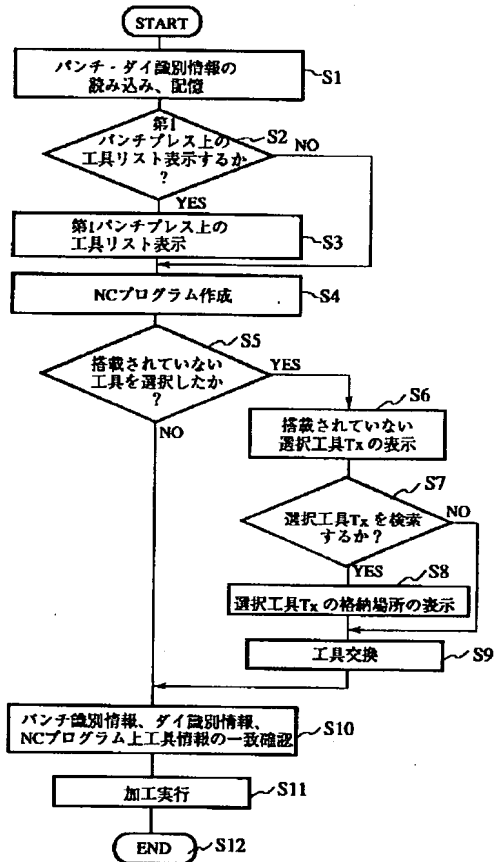 START
パンチ・ダイ識別情報の
読み込み、記憶
S1
第1
パンチプレス上の
工具リスト表示するか
?
S2
NO
YES
第1パンチプレス上の
工具リスト表示
S3
NCプログラム作成
S4
搭載されていない
工具を選択したか
?
S5
YES
NO
搭載されていない
選択工具Txの表示
S6
選択工具Txを検索
するか?
S7
NO
YES
選択工具Txの格納場所の表示
S8
工具交換
S9
パンチ識別情報、ダイ識別情報、
NCプログラム上工具情報の一致確認
S10
加工実行
S11
END
S12